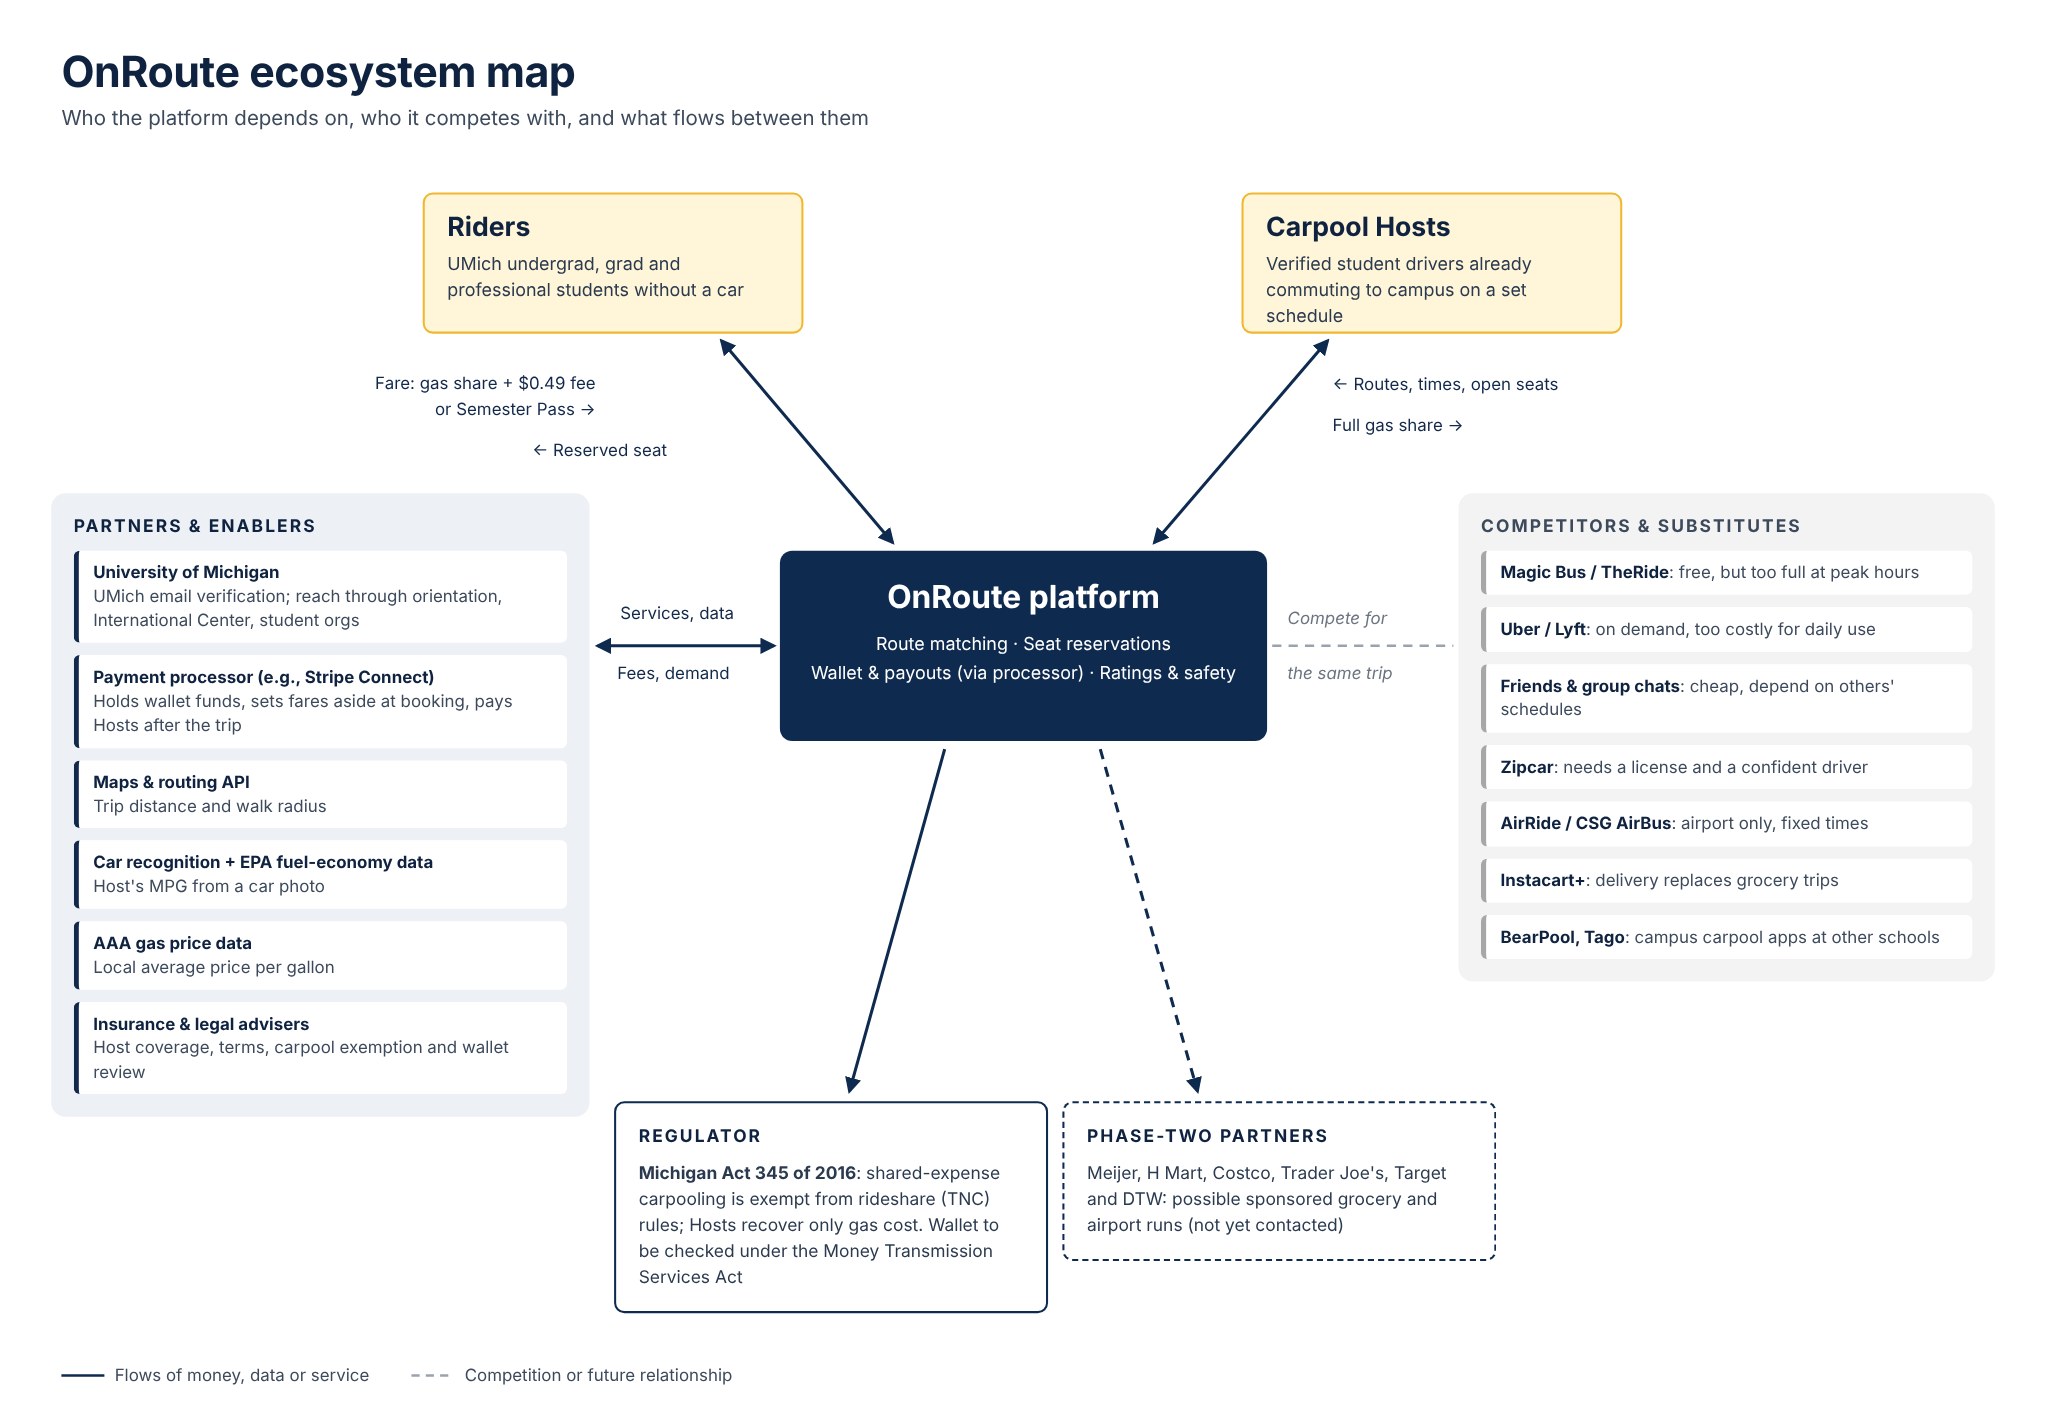 OnRoute ecosystem map
Who the platform depends on, who it competes with, and what flows between them
Riders
UMich undergrad, grad and
professional students without a car
Carpool Hosts
Verified student drivers already
commuting to campus on a set
schedule
Fare: gas share + $0.49 fee
or Semester Pass →
← Reserved seat
← Routes, times, open seats
Full gas share →
PARTNERS & ENABLERS
University of Michigan
UMich email verification; reach through orientation,
International Center, student orgs
Payment processor (e.g., Stripe Connect)
Holds wallet funds, sets fares aside at booking, pays
Hosts after the trip
Maps & routing API
Trip distance and walk radius
Car recognition + EPA fuel-economy data
Host's MPG from a car photo
AAA gas price data
Local average price per gallon
Insurance & legal advisers
Host coverage, terms, carpool exemption and wallet
review
Services, data
Fees, demand
OnRoute platform
Route matching · Seat reservations
Wallet & payouts (via processor) · Ratings & safety
Compete for
the same trip
COMPETITORS & SUBSTITUTES
Magic Bus / TheRide: free, but too full at peak hours
Uber / Lyft: on demand, too costly for daily use
Friends & group chats: cheap, depend on others'
schedules
Zipcar: needs a license and a confident driver
AirRide / CSG AirBus: airport only, fixed times
Instacart+: delivery replaces grocery trips
BearPool, Tago: campus carpool apps at other schools
REGULATOR
Michigan Act 345 of 2016: shared-expense
carpooling is exempt from rideshare (TNC)
rules; Hosts recover only gas cost. Wallet to
be checked under the Money Transmission
Services Act
PHASE-TWO PARTNERS
Meijer, H Mart, Costco, Trader Joe's, Target
and DTW: possible sponsored grocery and
airport runs (not yet contacted)
Flows of money, data or service
Competition or future relationship